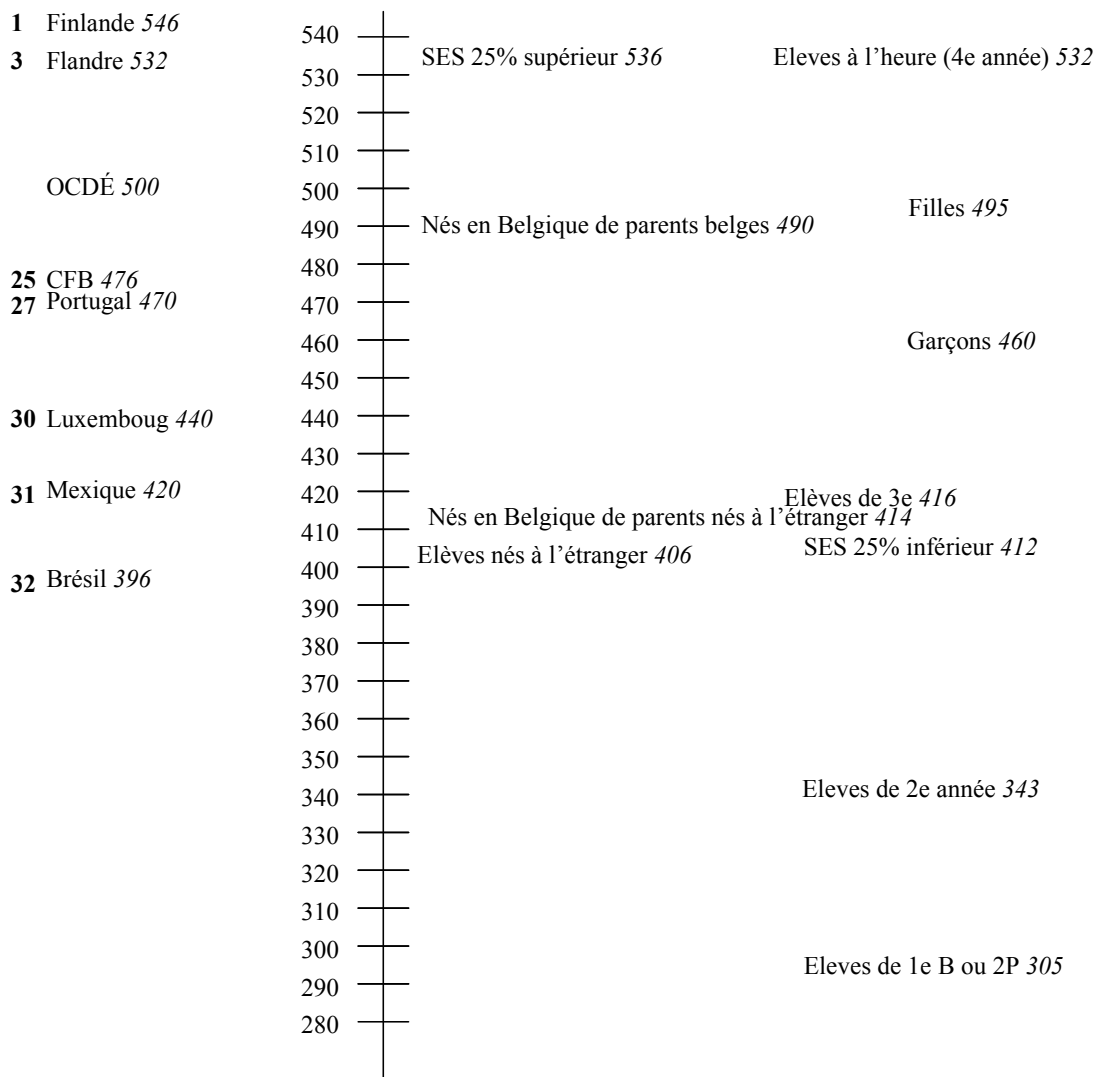 1 Finlande 546
540
3 Flandre 532
SES 25% supérieur 536
Eleves à l'heure (4e année) 532
530
520
510
OCDÉ 500
500
Filles 495
490
Nés en Belgique de parents belges 490
480
25 CFB 476
27 Portugal 470
470
460
Garçons 460
450
30 Luxemboug 440
440
430
31 Mexique 420
420
Elèves de 3e 416
Nés en Belgique de parents nés à l'étranger 414
410
SES 25% inférieur 412
Elèves nés à l'étranger 406
400
32 Brésil 396
390
380
370
360
350
340
Eleves de 2e année 343
330
320
310
300
Eleves de 1e B ou 2P 305
290
280